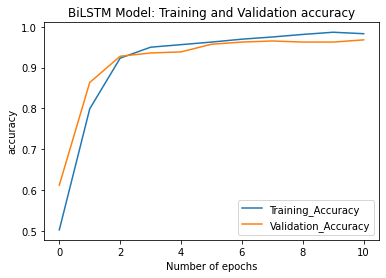 BiLSTM Model: Training and Validation accuracy
1.0
0.9
0.8
0.7
0.6
0.5
accuracy
Training_Accuracy
Validation_Accuracy
0 2 4 6 8 10
Number of epochs